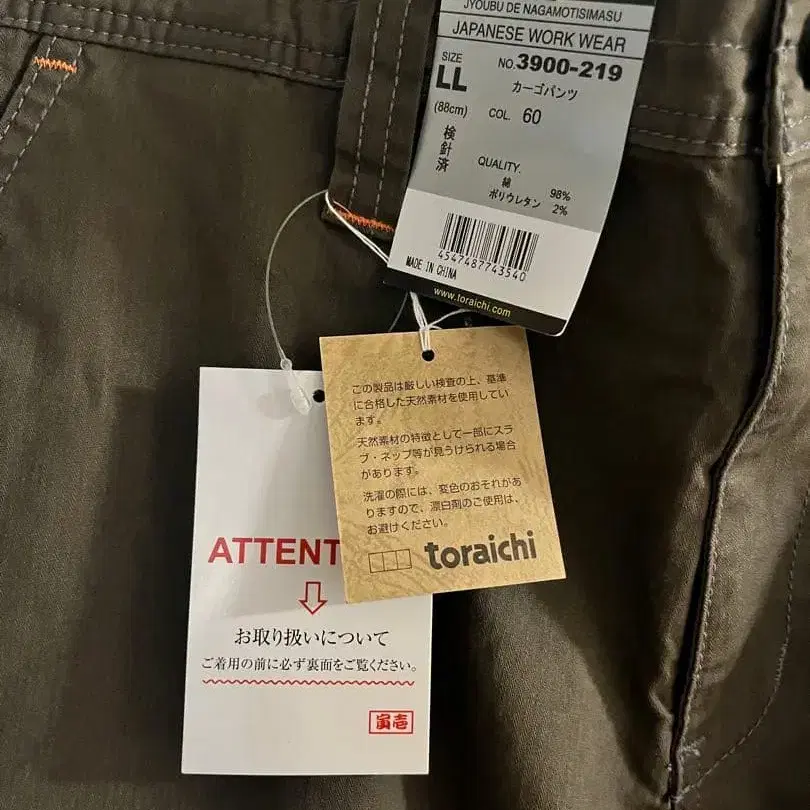 JYOUBU DE NAGAMOTISIMASU
JAPANESE WORK WEAR
SIZE
LL
(88cm)
NO.3900-219
カーゴパンツ
COL. 60
検針済
QUALITY.
綿 98%
ポリウレタン 2%
4547487743540
MADE IN CHINA
www.toraichi.com
この製品は厳しい検査の上、基準
に合格した天然素材を使用してい
ます。
天然素材の特徴として一部にスラ
ブ・ネップ等が見うけられる場合
があります。
洗濯の際には、変色のおそれがあ
りますので、漂白剤のご使用は、
お避けください。
toraichi
ATTENT
お取り扱いについて
ご着用の前に必ず裏面をご覧ください。
寅壱